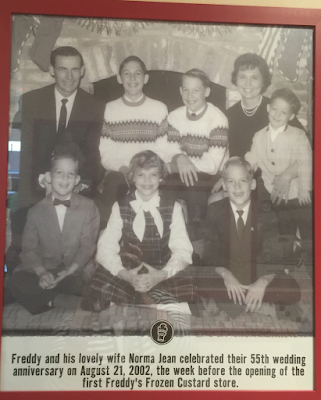 Freddy and his lovely wife Norma Jean celebrated their 55th wedding
anniversary on August 21, 2002, the week before the opening of the
first Freddy's Frozen Custard store.